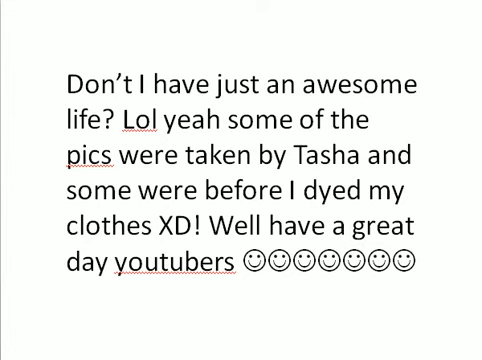 Don’t I have just an awesome
life? Lol yeah some of the
pics were taken by Tasha and
some were before I dyed my
clothes XD! Well have a great
day youtubers ☺☺☺☺☺☺☺